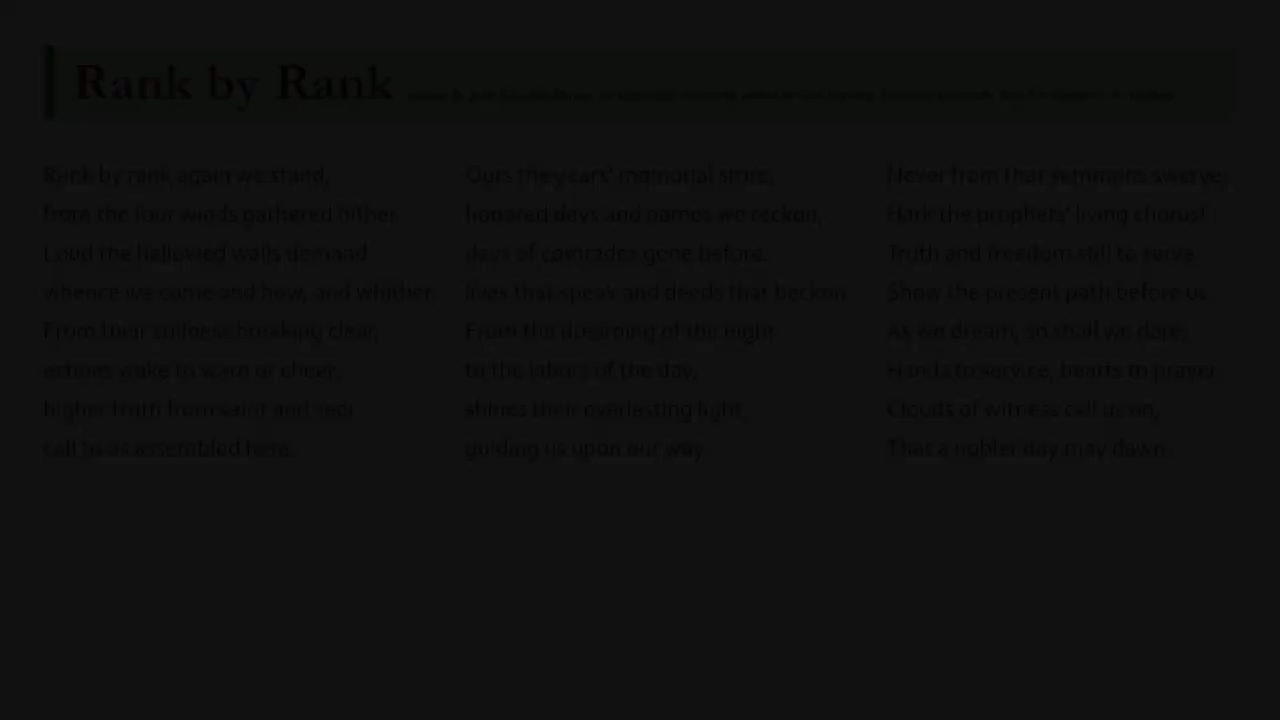 Rank by Rank
Rank by rank again we stand,
from the four winds gathered hither.
Loud the hallowed walls demand
whence we come and how, and whither.
From their stillness breaking clear,
echoes wake to warn or cheer;
higher truth from saint and seer
call to us assembled here.
Ours the years' memorial store,
honored days and names we reckon,
days of comrades gone before,
lives that speak and deeds that beckon.
From the dreaming of the night
to the labors of the day,
shines their everlasting light,
guiding us upon our way.
Never from that summons swerve.
Hark the prophets' living chorus!
Truth and freedom still to serve.
Show the present path before us.
As we dream, so shall we dare,
Hands to service, hearts to prayer.
Clouds of witness call us on,
That a nobler day may dawn.